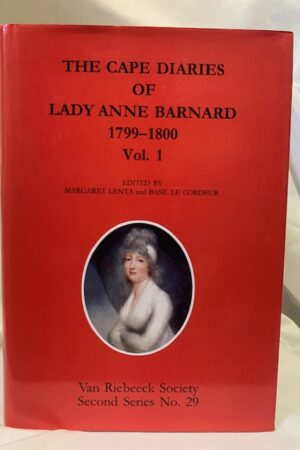 THE CAPE DIARIES
OF
LADY ANNE BARNARD
1799–1800
Vol. 1
EDITED BY
MARGARET LENTA and BASIL LE CORDEUR
Van Riebeeck Society
Second Series No. 29